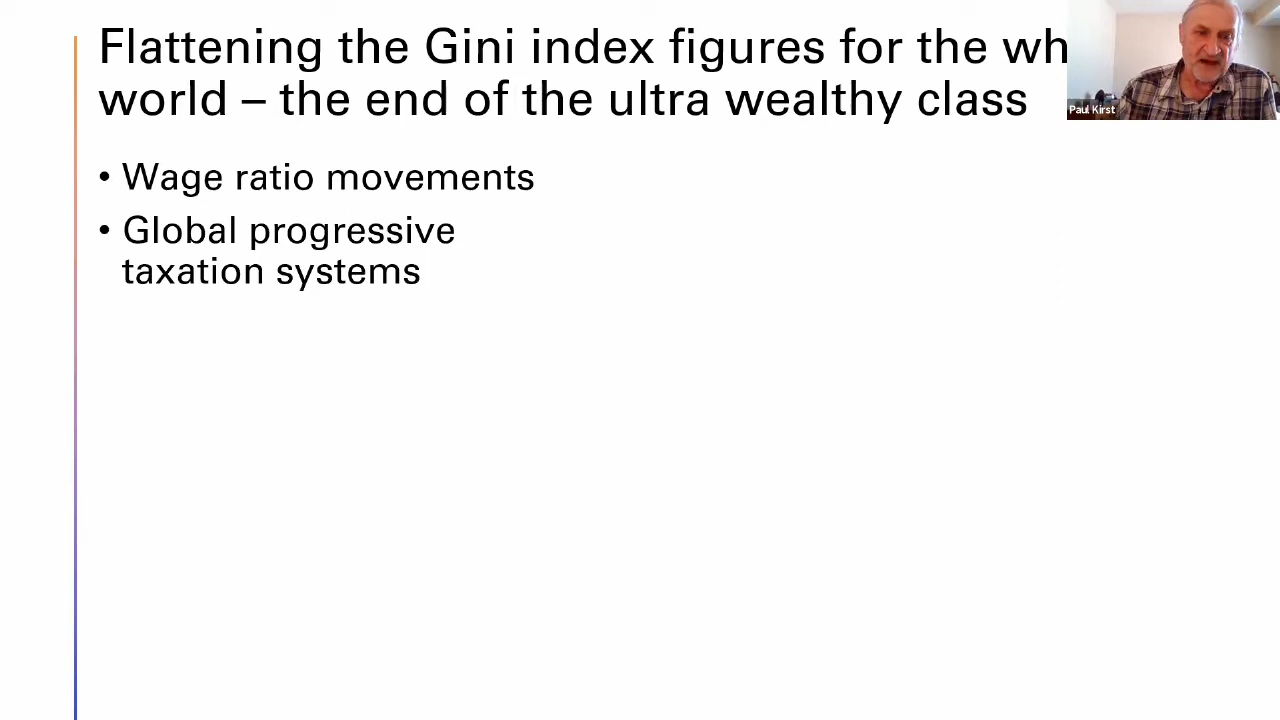 Flattening the Gini index figures for the wh
world – the end of the ultra wealthy class
Paul Kirst
• Wage ratio movements
• Global progressive
taxation systems